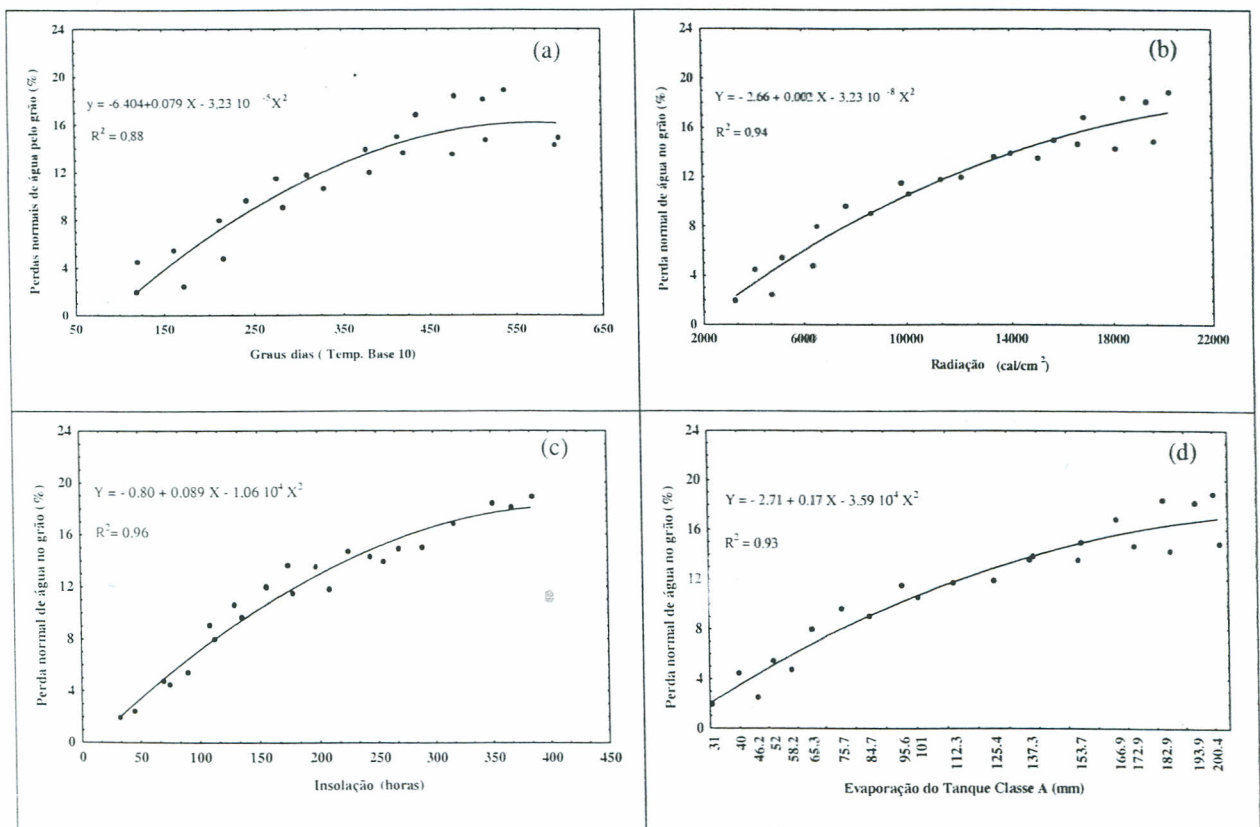 (a)
Perdas normais de água pelo grão (%)
24
20
16
12
8
4
0
y = -6.404+0.079 X - 3,23 10 ⁻⁵X²
R² = 0,88
50 150 250 350 450 550 650
Graus dias ( Temp. Base 10)
(b)
Perda normal de água no grão (%)
24
20
16
12
8
4
0
Y = - 2.66 + 0.002 X - 3.23 10 ⁻⁸ X²
R² = 0.94
2000 6000 10000 14000 18000 22000
Radiação (cal/cm²)
(c)
Perda normal de água no grão (%)
24
20
16
12
8
4
0
Y = - 0.80 + 0.089 X - 1.06 10⁴ X²
R²= 0.96
0 50 100 150 200 250 300 350 400 450
Insolação (horas)
(d)
Perda normal de água no grão (%)
24
20
16
12
8
4
0
Y = - 2.71 + 0.17 X - 3.59 10⁴ X²
R² = 0.93
31 40 46.2 52 58.2 65.3 75.7 84.7 95.6 101 112.3 125.4 137.3 153.7 166.9 172.9 182.9 193.9 200.4
Evaporação do Tanque Classe A (mm)